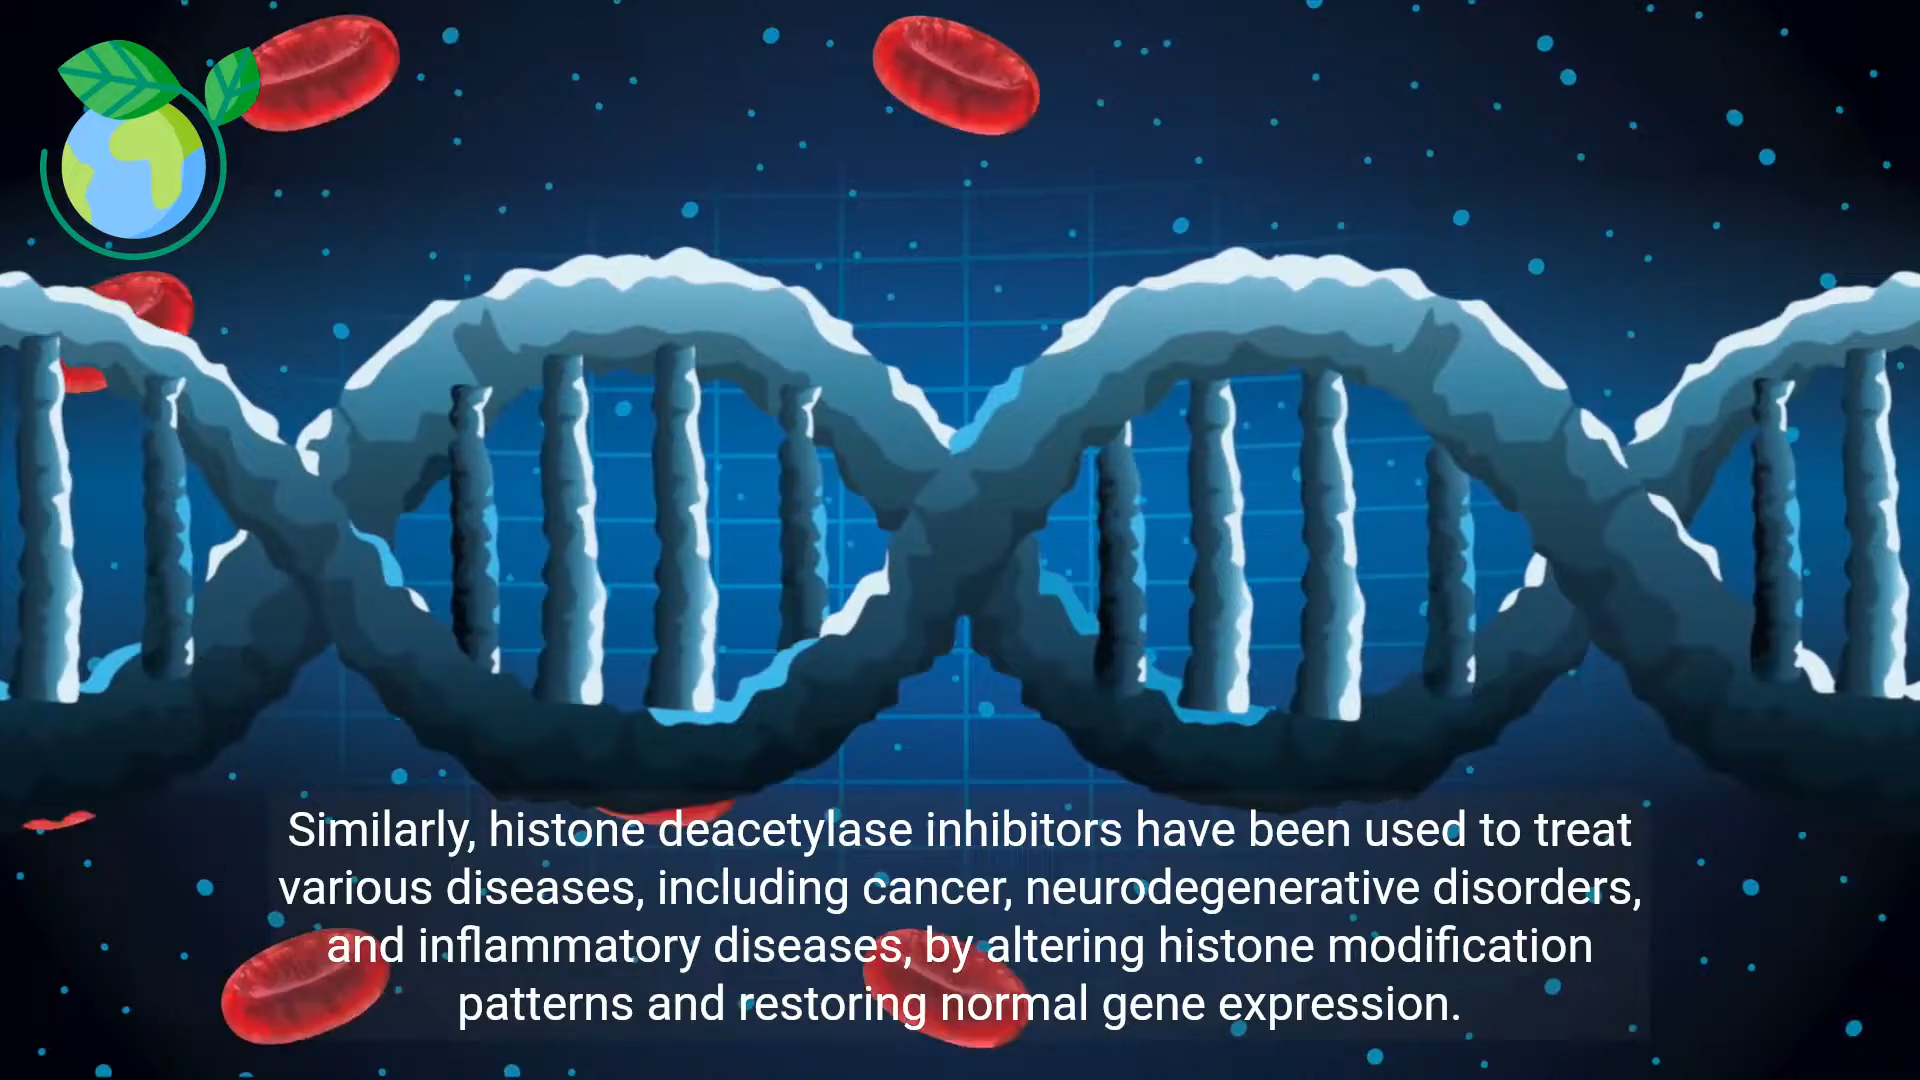 Similarly, histone deacetylase inhibitors have been used to treat
various diseases, including cancer, neurodegenerative disorders,
and inflammatory diseases, by altering histone modification
patterns and restoring normal gene expression.